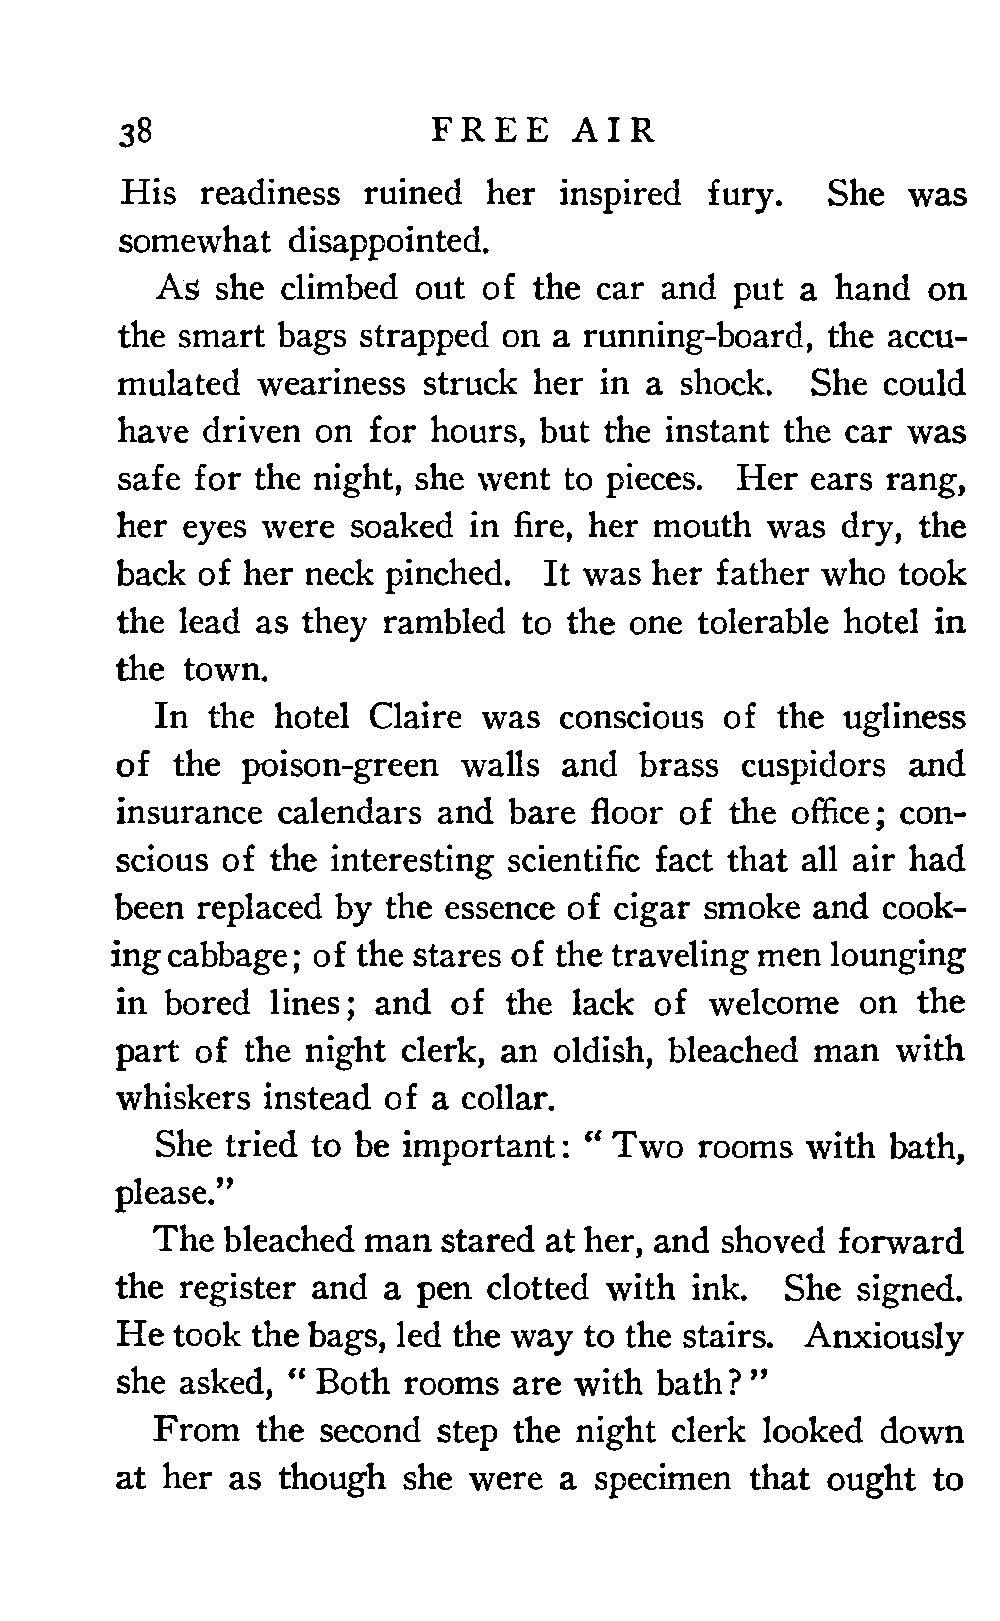 38 FREE AIR
His readiness ruined her inspired fury. She was
somewhat disappointed.
As she climbed out of the car and put a hand on
the smart bags strapped on a running-board, the accu-
mulated weariness struck her in a shock. She could
have driven on for hours, but the instant the car was
safe for the night, she went to pieces. Her ears rang,
her eyes were soaked in fire, her mouth was dry, the
back of her neck pinched. It was her father who took
the lead as they rambled to the one tolerable hotel in
the town.
In the hotel Claire was conscious of the ugliness
of the poison-green walls and brass cuspidors and
insurance calendars and bare floor of the office; con-
scious of the interesting scientific fact that all air had
been replaced by the essence of cigar smoke and cook-
ing cabbage; of the stares of the traveling men lounging
in bored lines; and of the lack of welcome on the
part of the night clerk, an oldish, bleached man with
whiskers instead of a collar.
She tried to be important: “ Two rooms with bath,
please.”
The bleached man stared at her, and shoved forward
the register and a pen clotted with ink. She signed.
He took the bags, led the way to the stairs. Anxiously
she asked, “ Both rooms are with bath? ”
From the second step the night clerk looked down
at her as though she were a specimen that ought to